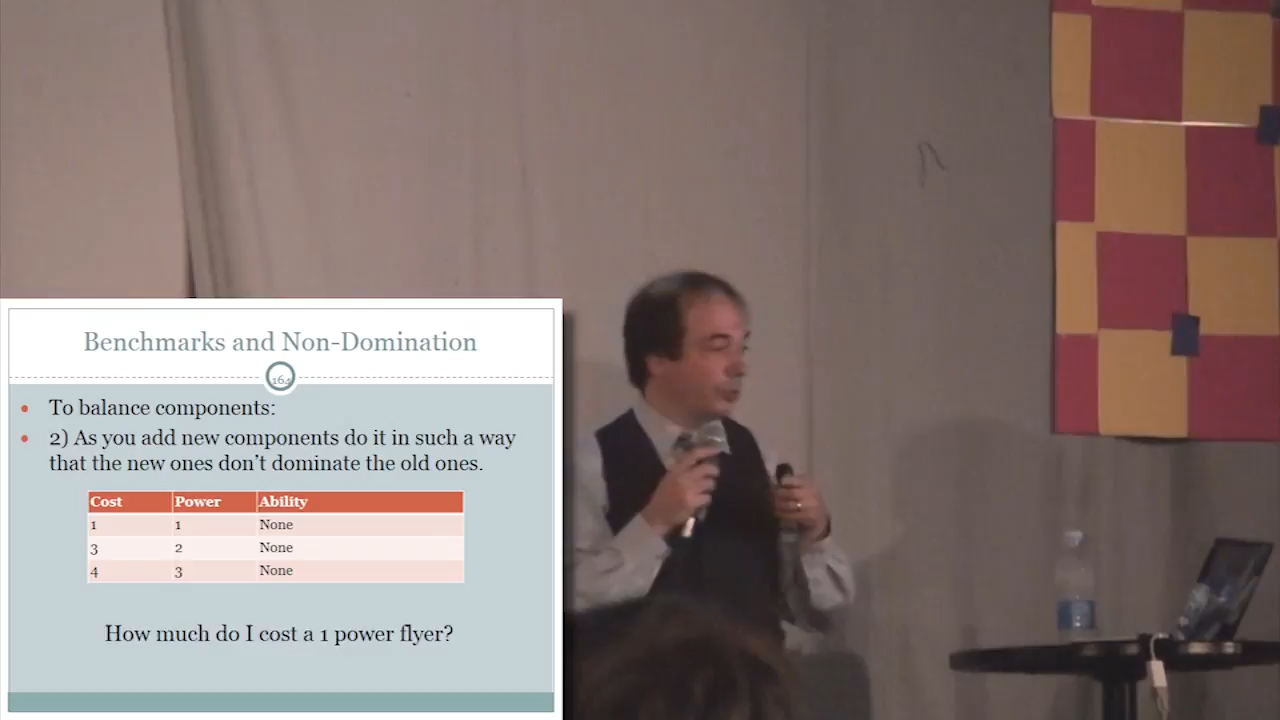 Benchmarks and Non-Domination
164
To balance components:
2) As you add new components do it in such a way
that the new ones don't dominate the old ones.
Cost Power Ability
1 1 None
3 2 None
4 3 None
How much do I cost a 1 power flyer?